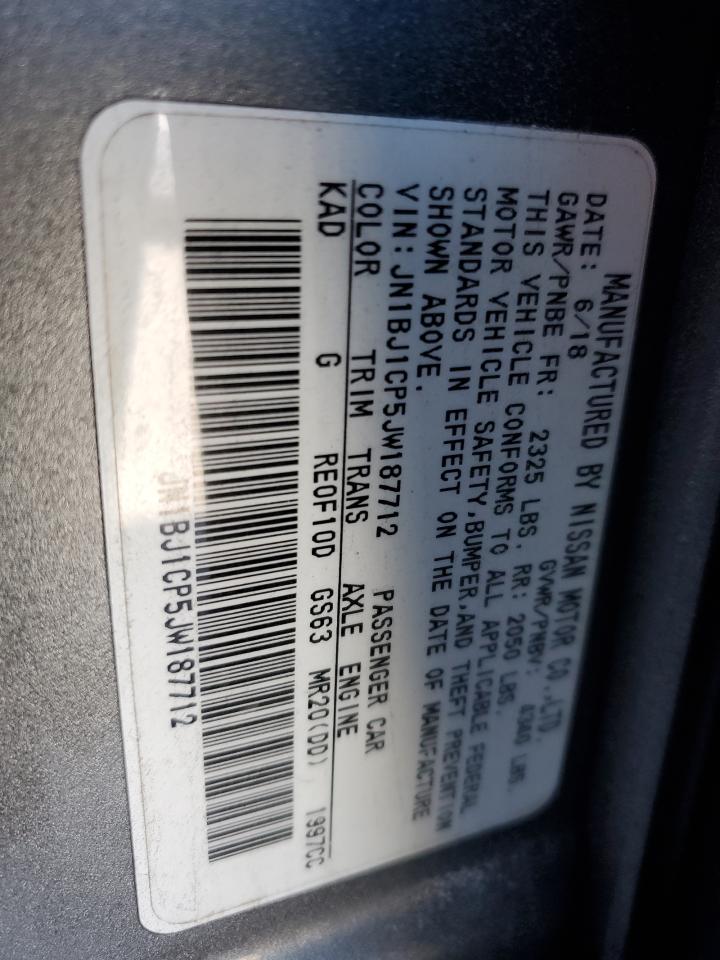 MANUFACTURED BY NISSAN MOTOR CO.,LTD.
DATE: 6/18 GVWR/PNBV: 4340 LBS.
GAWR/PNBE FR: 2325 LBS. RR: 2050 LBS.
THIS VEHICLE CONFORMS TO ALL APPLICABLE FEDERAL
MOTOR VEHICLE SAFETY,BUMPER,AND THEFT PREVENTION
STANDARDS IN EFFECT ON THE DATE OF MANUFACTURE
SHOWN ABOVE.
VIN: JN1BJ1CP5JW187712 PASSENGER CAR
COLOR TRIM TRANS AXLE ENGINE
KAD G RE0F10D GS63 MR20(DD) 1997CC
JN1BJ1CP5JW187712